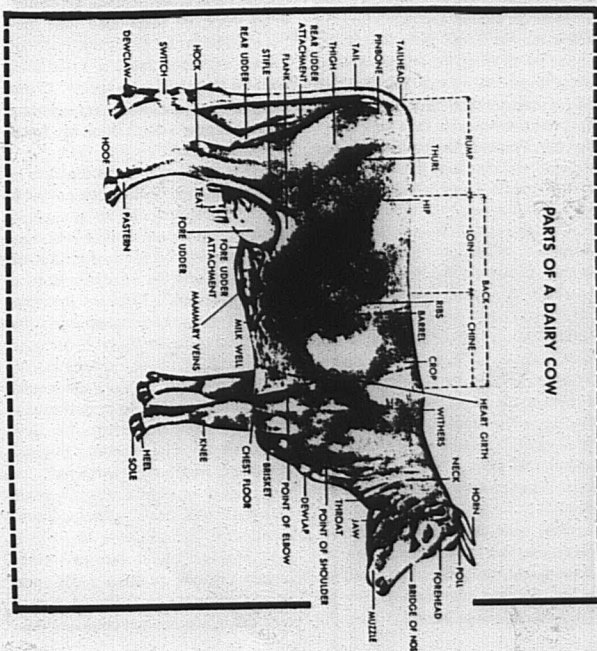 PARTS OF A DAIRY COW
BACK
RUMP
LOIN
CHINE
TAILHEAD
PINBONE
TAIL
THIGH
REAR UDDER
ATTACHMENT
FLANK
STIFLE
REAR UDDER
HOCK
SWITCH
DEWCLAW
THURL
HIP
RIBS
BARREL
CROP
HEART GIRTH
WITHERS
NECK
HORN
POLL
FOREHEAD
BRIDGE OF NO
MUZZLE
JAW
THROAT
POINT OF SHOULDER
DEWLAP
POINT OF ELBOW
BRISKET
CHEST FLOOR
KNEE
HEEL
SOLE
MILK WELL
MAMMARY VEINS
FORE UDDER
ATTACHMENT
FORE UDDER
TEAT
PASTERN
HOOF